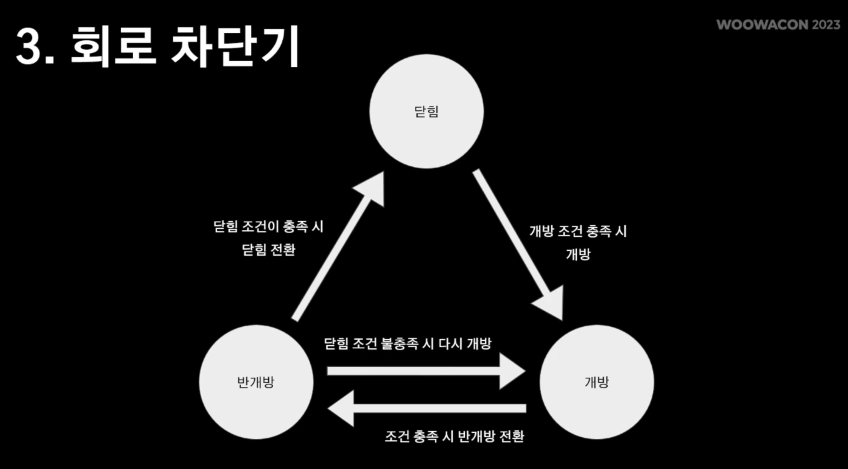 3. 회로 차단기
WOOWACON 2023
닫힘
닫힘 조건이 충족 시
닫힘 전환
개방 조건 충족 시
개방
닫힘 조건 불충족 시 다시 개방
반개방
개방
조건 충족 시 반개방 전환